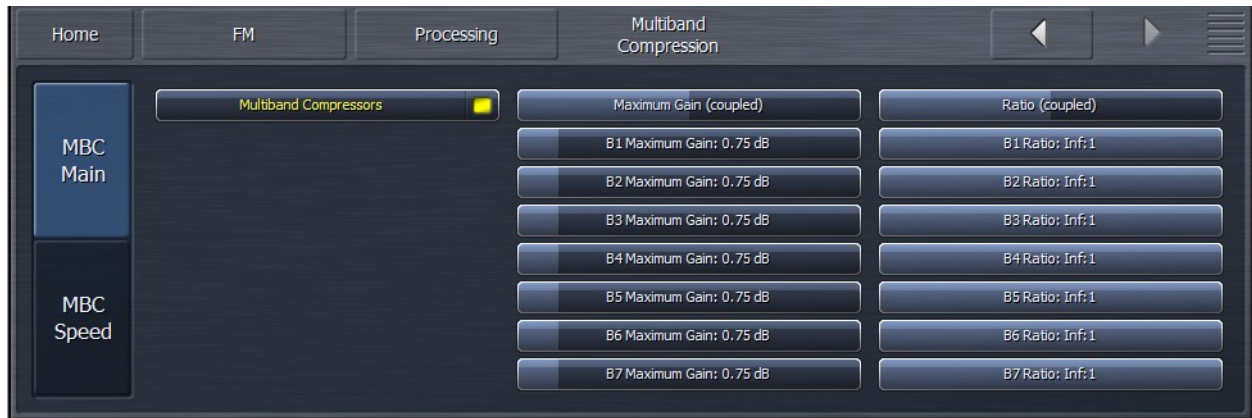 Home
FM
Processing
Multiband
Compression
MBC
Main
MBC
Speed
Multiband Compressors
Maximum Gain (coupled)
B1 Maximum Gain: 0.75 dB
B2 Maximum Gain: 0.75 dB
B3 Maximum Gain: 0.75 dB
B4 Maximum Gain: 0.75 dB
B5 Maximum Gain: 0.75 dB
B6 Maximum Gain: 0.75 dB
B7 Maximum Gain: 0.75 dB
Ratio (coupled)
B1 Ratio: Inf:1
B2 Ratio: Inf:1
B3 Ratio: Inf:1
B4 Ratio: Inf:1
B5 Ratio: Inf:1
B6 Ratio: Inf:1
B7 Ratio: Inf:1